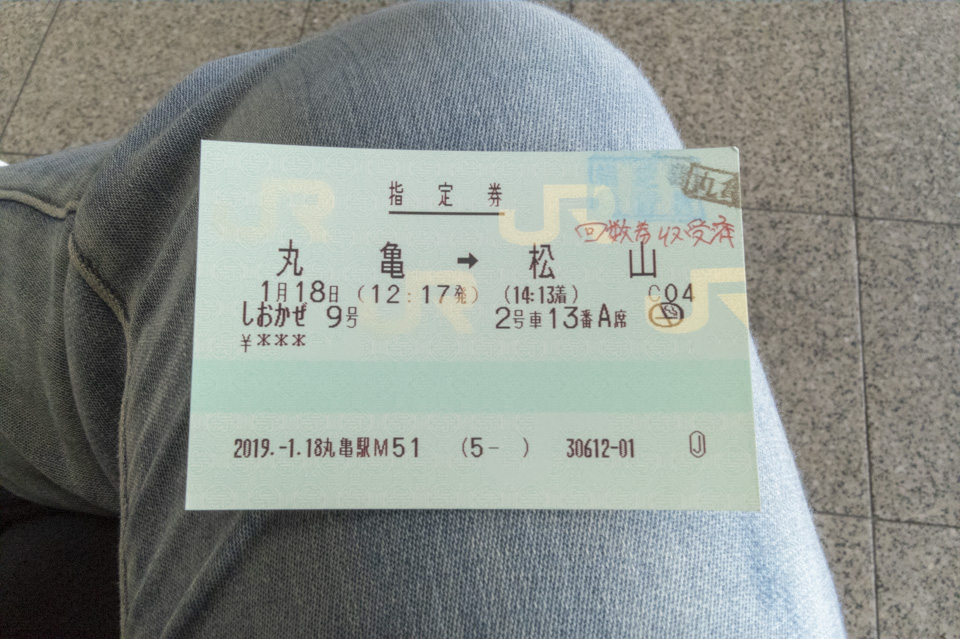 指定券
回数券収受済
丸亀 → 松山
1月18日 (12:17発) (14:13着) C04
しおかぜ 9号 2号車13番A席
¥***
2019.-1.18丸亀駅M51 (5- ) 30612-01 Ⓙ